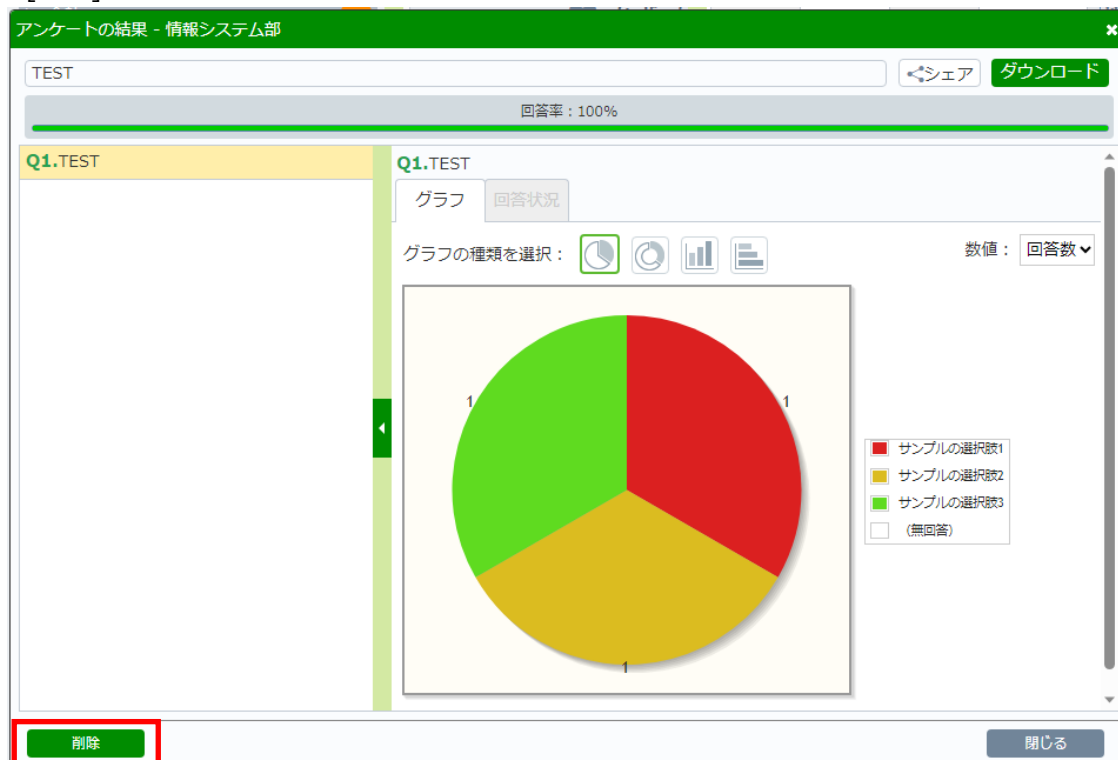 アンケートの結果 - 情報システム部
TEST
シェア
ダウンロード
回答率：100%
Q1.TEST
Q1.TEST
グラフ
回答状況
グラフの種類を選択：
数値：
回答数
1
1
1
サンプルの選択肢1
サンプルの選択肢2
サンプルの選択肢3
（無回答）
削除
閉じる